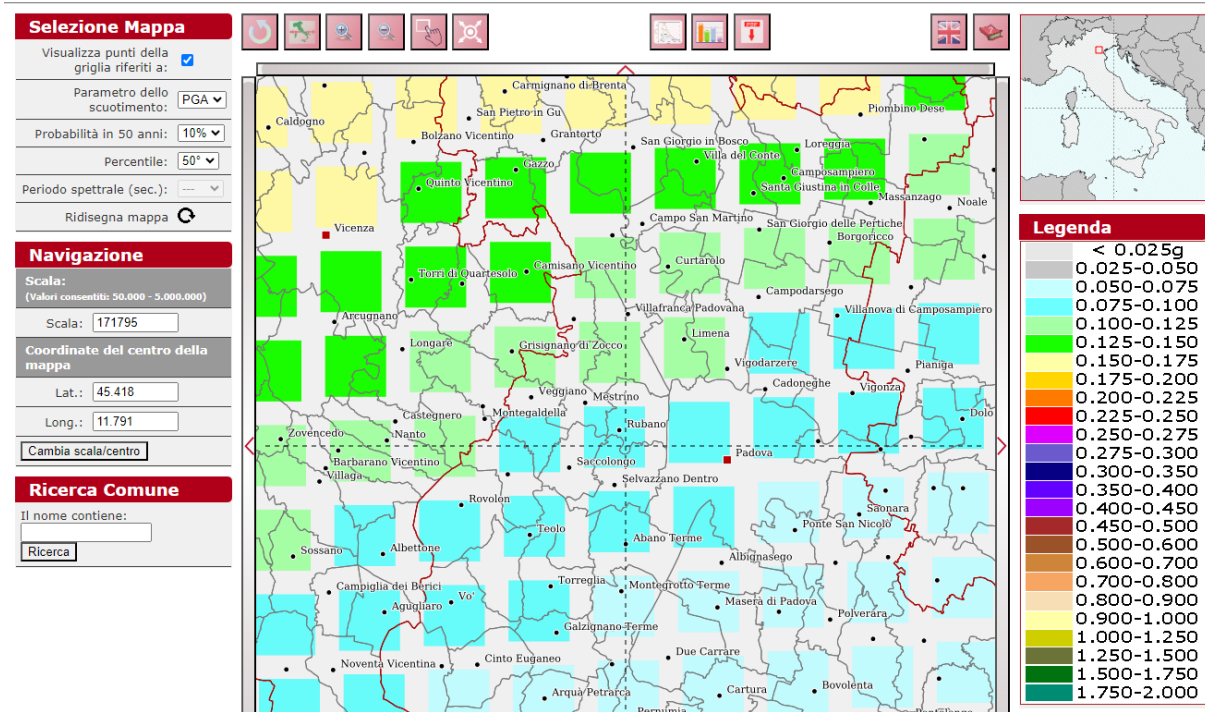 Selezione Mappa
Visualizza punti della
griglia riferiti a:
Parametro dello
scuotimento: PGA
Probabilità in 50 anni: 10%
Percentile: 50°
Periodo spettrale (sec.): ---
Ridisegna mappa
Navigazione
Scala:
(Valori consentiti: 50.000 - 5.000.000)
Scala: 171795
Coordinate del centro della
mappa
Lat.: 45.418
Long.: 11.791
Cambia scala/centro
Ricerca Comune
Il nome contiene:
Ricerca
PDF
Carmignano di Brenta
Piombino Dese
Caldogno
San Pietro in Gu
Bolzano Vicentino
Grantorto
San Giorgio in Bosco
Loreggia
Villa del Conte
Gazzo
Camposampiero
Quinto Vicentino
Santa Giustina in Colle
Massanzago
Noale
Vicenza
Campo San Martino
San Giorgio delle Pertiche
Borgoricco
Torri di Quartesolo
Camisano Vicentino
Curtarolo
Campodarsego
Arcugnano
Villafranca Padovana
Villanova di Camposampiero
Longare
Grisignano di Zocco
Limena
Vigodarzere
Pianiga
Cadoneghe
Vigonza
Veggiano
Mestrino
Castegnero
Montegaldella
Dolo
Zovencedo
Nanto
Rubano
Padova
Barbarano Vicentino
Saccolongo
Villaga
Selvazzano Dentro
Rovolon
Saonara
Teolo
Ponte San Nicolò
Abano Terme
Sossano
Albettone
Albignasego
Campiglia dei Berici
Torreglia
Montegrotto Terme
Agugliaro
Vo'
Maserà di Padova
Polverara
Galzignano Terme
Due Carrare
Noventa Vicentina
Cinto Euganeo
Arquà Petrarca
Cartura
Bovolenta
Pernumia
Legenda
< 0.025g
0.025-0.050
0.050-0.075
0.075-0.100
0.100-0.125
0.125-0.150
0.150-0.175
0.175-0.200
0.200-0.225
0.225-0.250
0.250-0.275
0.275-0.300
0.300-0.350
0.350-0.400
0.400-0.450
0.450-0.500
0.500-0.600
0.600-0.700
0.700-0.800
0.800-0.900
0.900-1.000
1.000-1.250
1.250-1.500
1.500-1.750
1.750-2.000